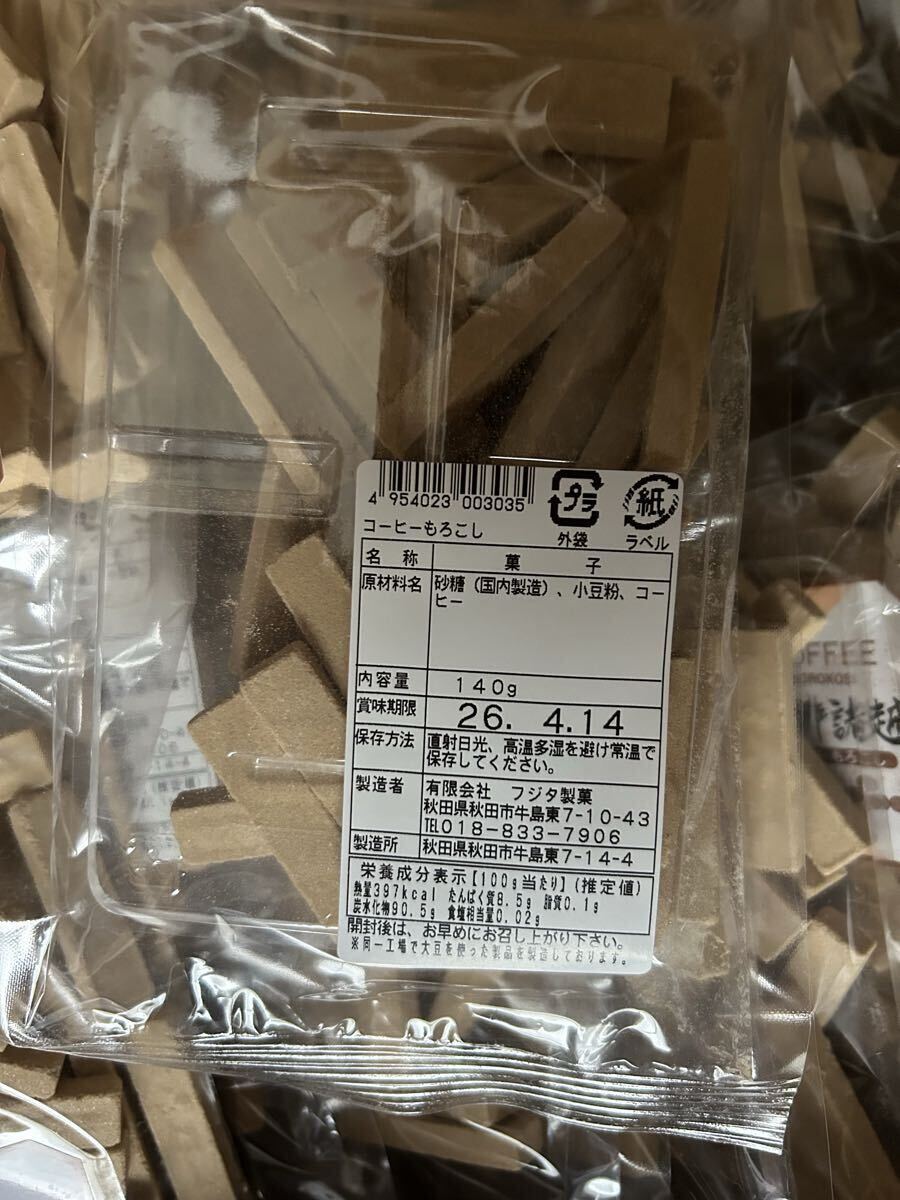 4 954023 003035
プラ
外袋
紙
ラベル
コーヒーもろこし
名 称 菓 子
原材料名 砂糖（国内製造）、小豆粉、コー
ヒー
内容量 140g
賞味期限 26. 4.14
保存方法 直射日光、高温多湿を避け常温で
保存してください。
製造者 有限会社 フジタ製菓
秋田県秋田市牛島東7-10-43
TEL018-833-7906
製造所 秋田県秋田市牛島東7-14-4
栄養成分表示【100g当たり】(推定値)
熱量397kcal たんぱく質8.5g 脂質0.1g
炭水化物90.5g 食塩相当量0.02g
開封後は、お早めにお召し上がり下さい。
※同一工場で大豆を使った製品を製造しております。
OFFEE